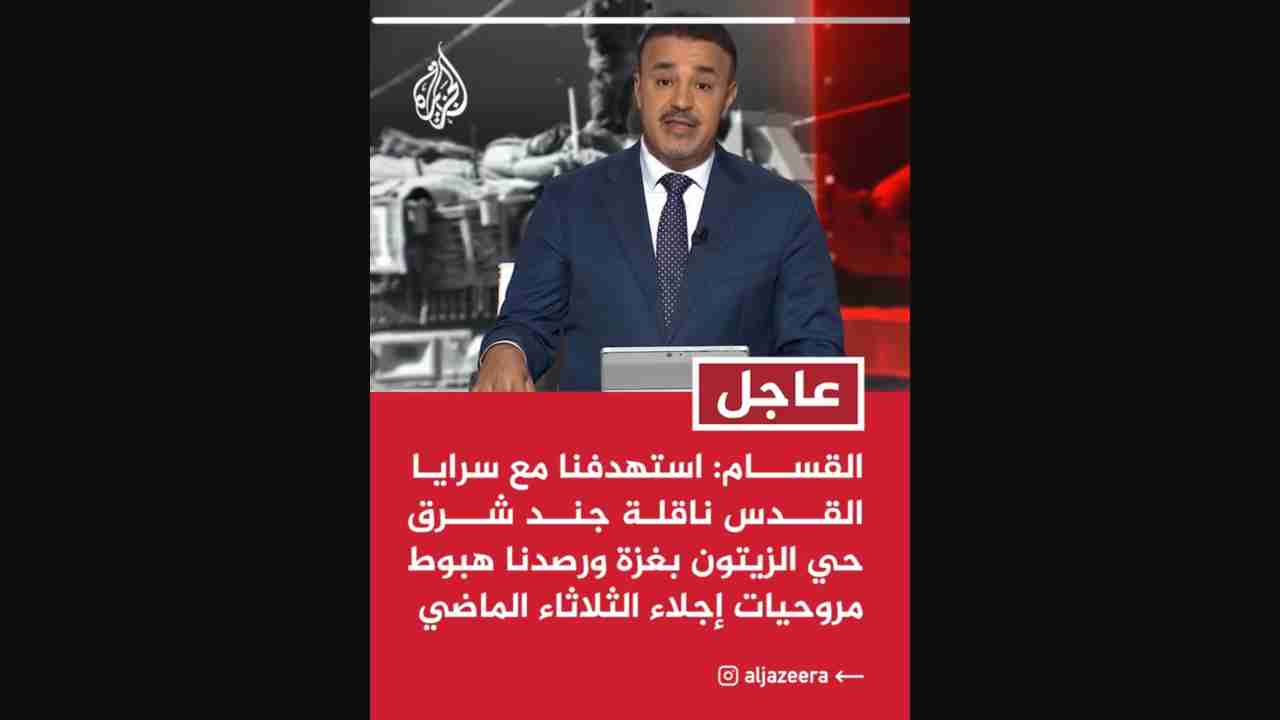 الجزيرة
عاجل
القسام: استهدفنا مع سرايا
القدس ناقلة جند شرق
حي الزيتون بغزة ورصدنا هبوط
مروحيات إجلاء الثلاثاء الماضي
aljazeera